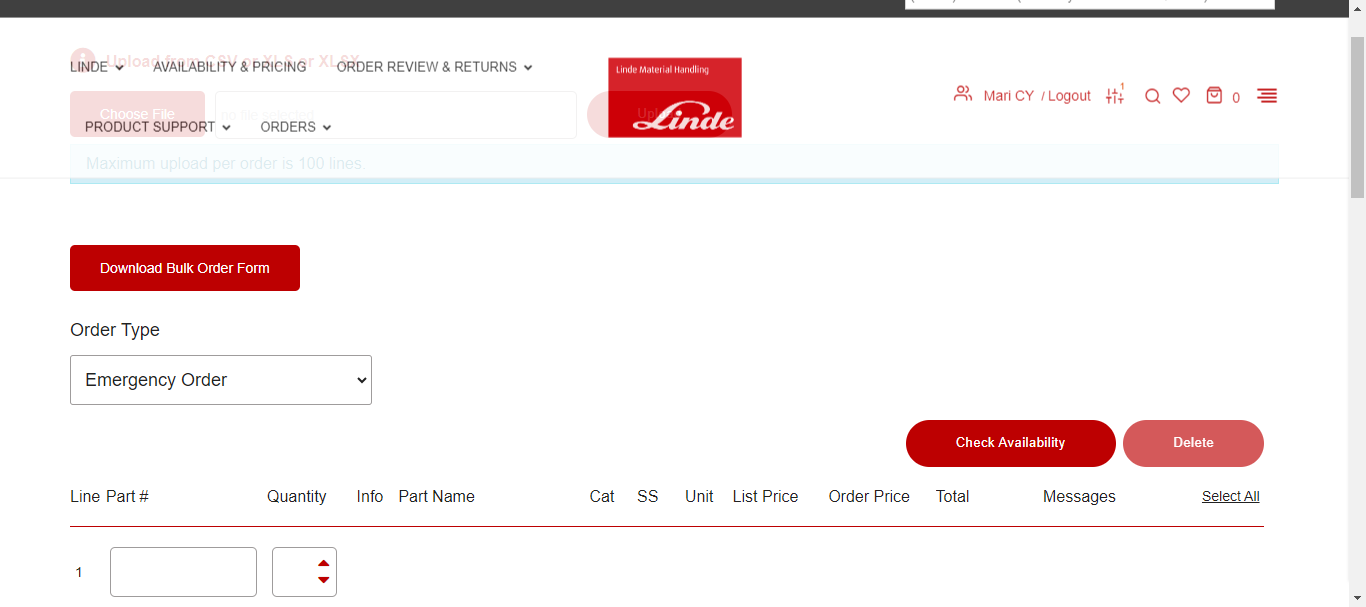 Upload from CSV or XLS or XLSX
LINDE AVAILABILITY & PRICING ORDER REVIEW & RETURNS
Linde Material Handling
Linde
Mari CY / Logout 1 0
Choose File no file selected
PRODUCT SUPPORT ORDERS
Maximum upload per order is 100 lines.
Download Bulk Order Form
Order Type
Emergency Order
Check Availability Delete
Line Part # Quantity Info Part Name Cat SS Unit List Price Order Price Total Messages Select All
1